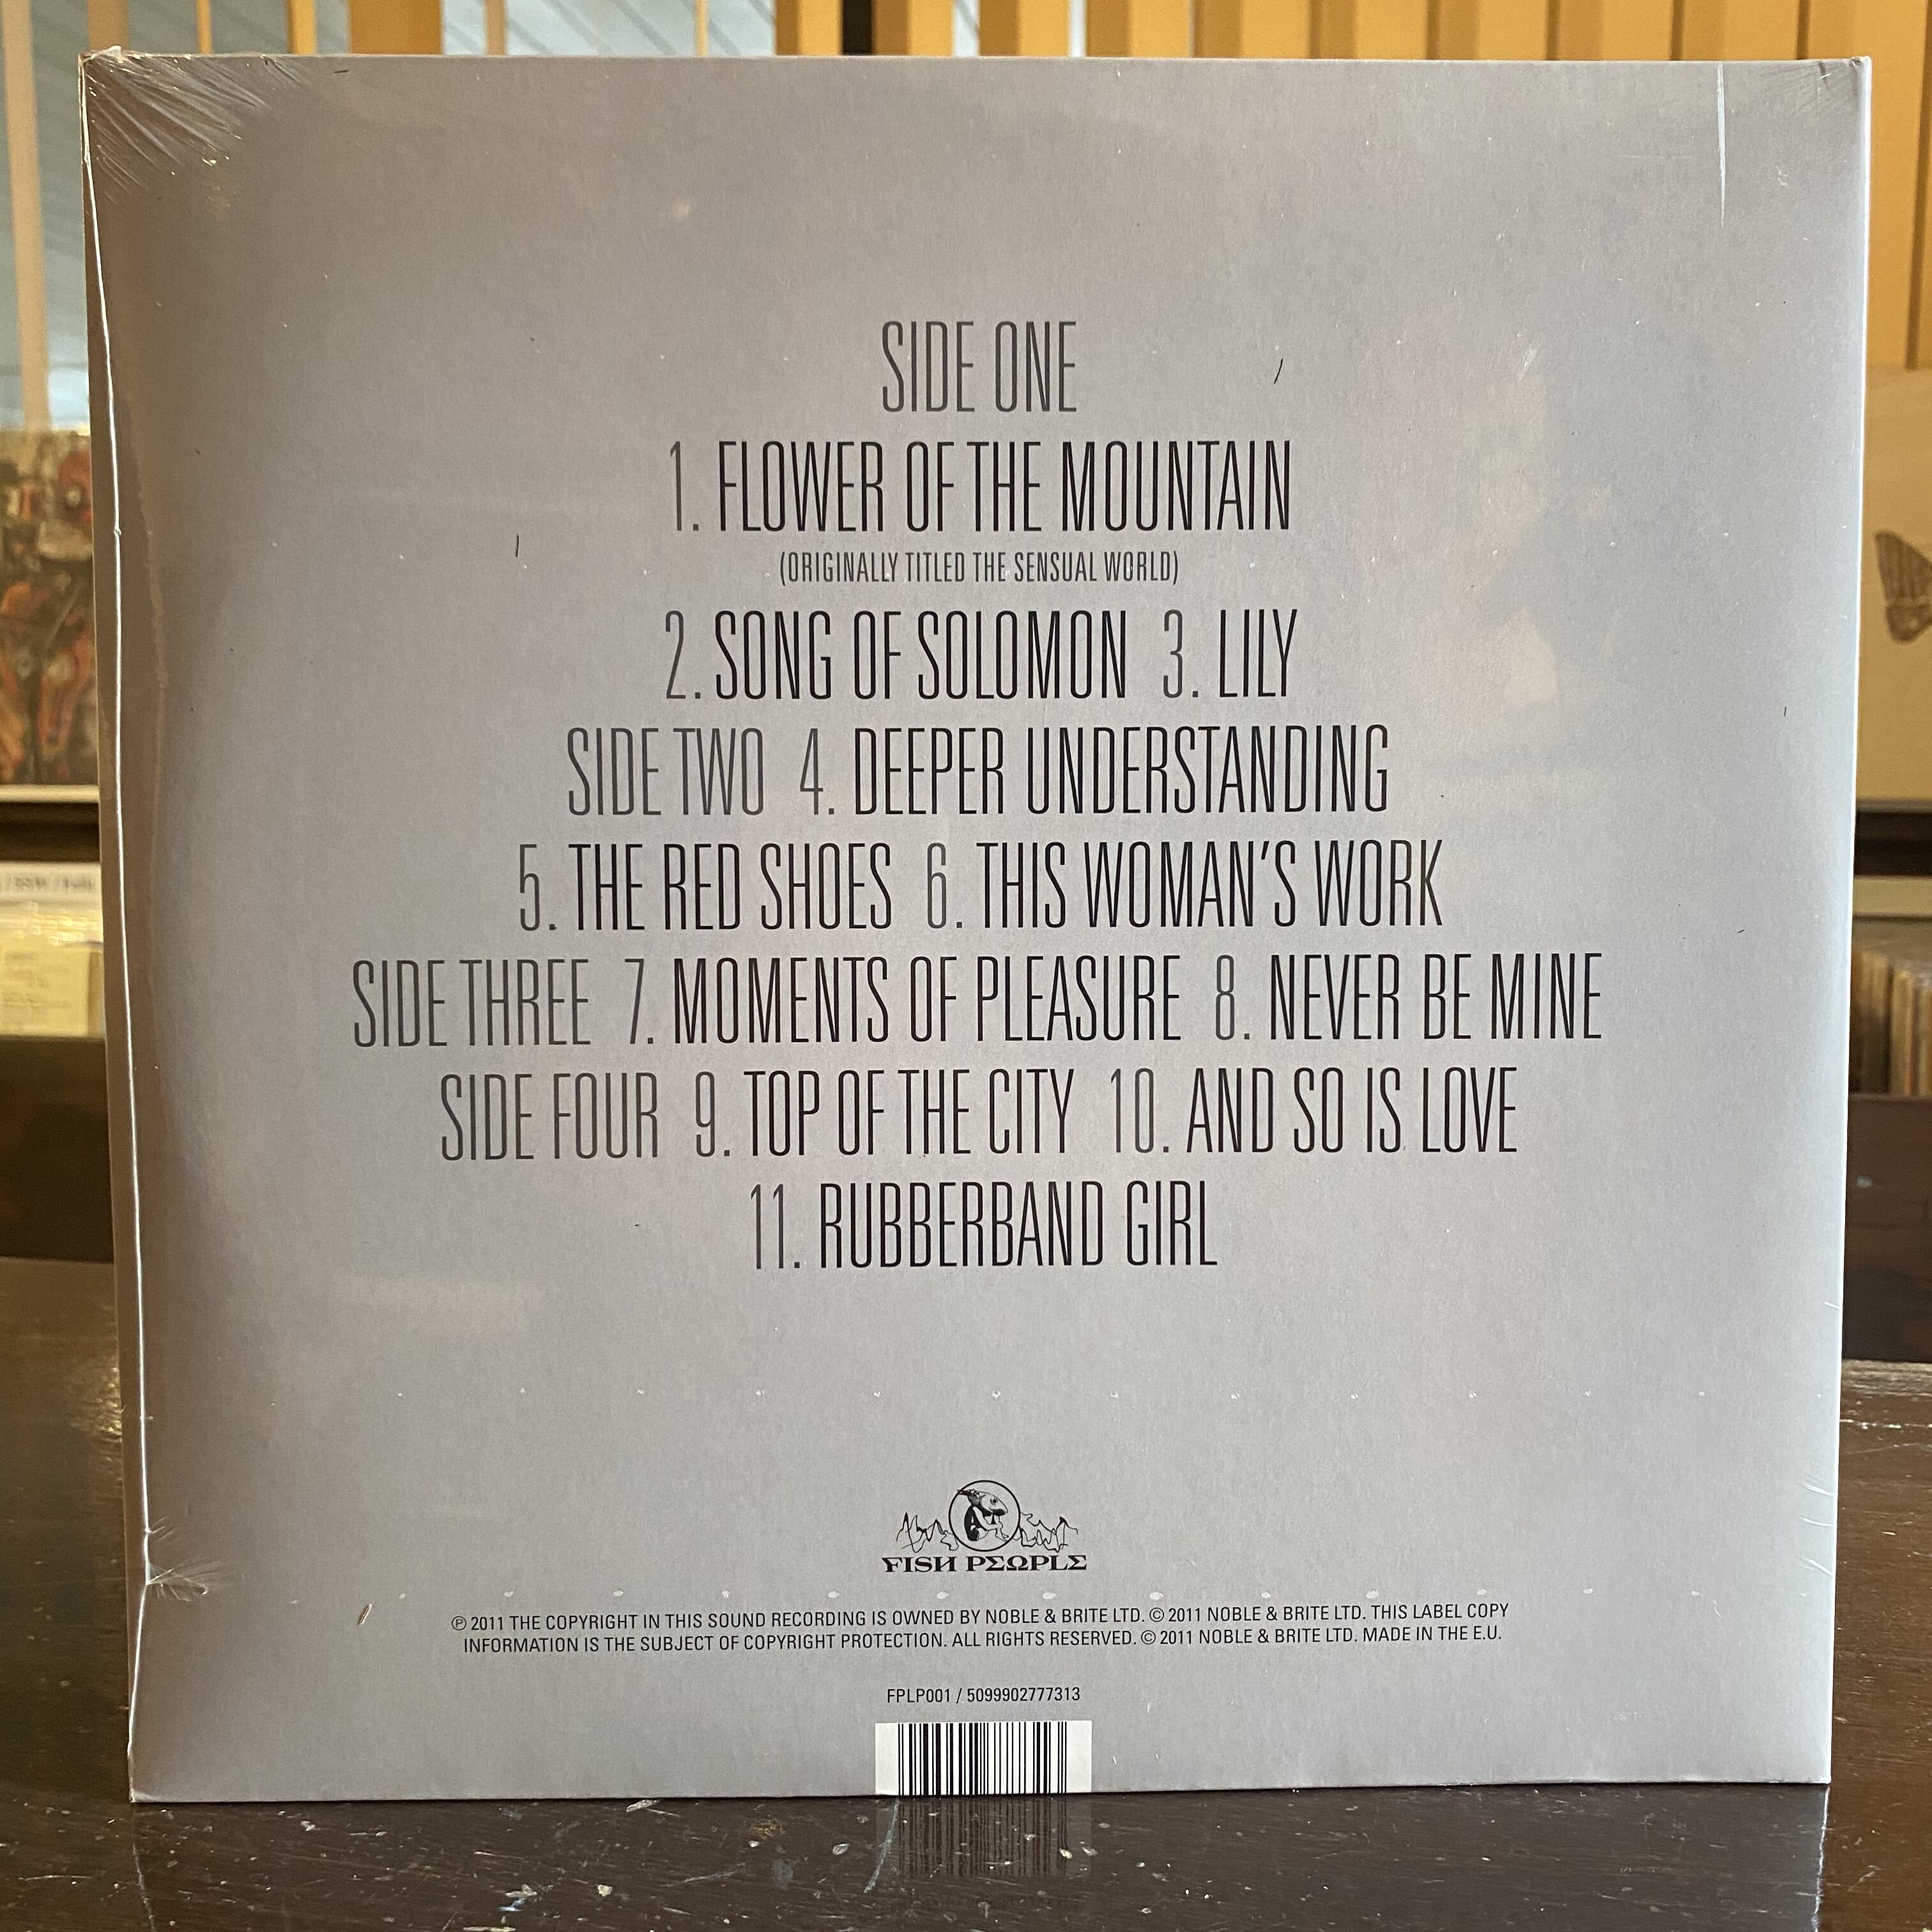 SIDE ONE
1. FLOWER OF THE MOUNTAIN
(ORIGINALLY TITLED THE SENSUAL WORLD)
2. SONG OF SOLOMON 3. LILY
SIDE TWO 4. DEEPER UNDERSTANDING
5. THE RED SHOES 6. THIS WOMAN'S WORK
SIDE THREE 7. MOMENTS OF PLEASURE 8. NEVER BE MINE
SIDE FOUR 9. TOP OF THE CITY 10. AND SO IS LOVE
11. RUBBERBAND GIRL
FISИ PΣΩPLΣ
℗ 2011 THE COPYRIGHT IN THIS SOUND RECORDING IS OWNED BY NOBLE & BRITE LTD. © 2011 NOBLE & BRITE LTD. THIS LABEL COPY
INFORMATION IS THE SUBJECT OF COPYRIGHT PROTECTION. ALL RIGHTS RESERVED. © 2011 NOBLE & BRITE LTD. MADE IN THE E.U.
FPLP001 / 5099902777313